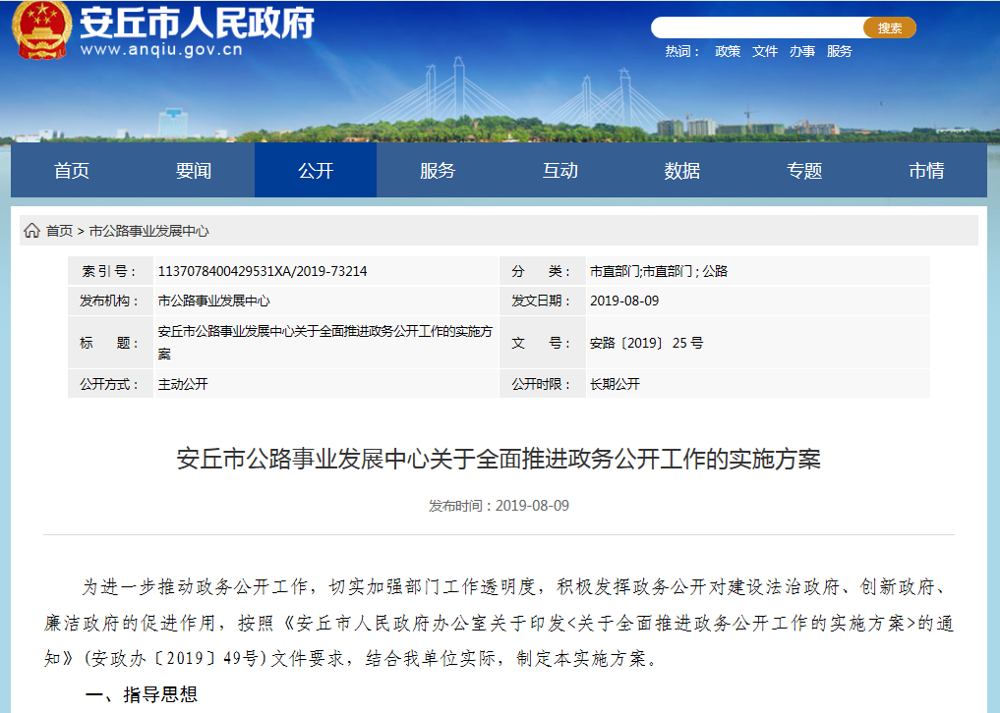 安丘市人民政府
www.anqiu.gov.cn
搜索
热词： 政策 文件 办事 服务
首页 要闻 公开 服务 互动 数据 专题 市情
首页 > 市公路事业发展中心
索 引 号： 1137078400429531XA/2019-73214 分 类： 市直部门;市直部门 ; 公路
发布机构： 市公路事业发展中心 发文日期： 2019-08-09
标 题： 安丘市公路事业发展中心关于全面推进政务公开工作的实施方
案 文 号： 安路〔2019〕 25 号
公开方式： 主动公开 公开时限： 长期公开
安丘市公路事业发展中心关于全面推进政务公开工作的实施方案
发布时间：2019-08-09
为进一步推动政务公开工作，切实加强部门工作透明度，积极发挥政务公开对建设法治政府、创新政府、
廉洁政府的促进作用，按照《安丘市人民政府办公室关于印发<关于全面推进政务公开工作的实施方案>的通
知》(安政办〔2019〕49号)文件要求，结合我单位实际，制定本实施方案。
一、指导思想